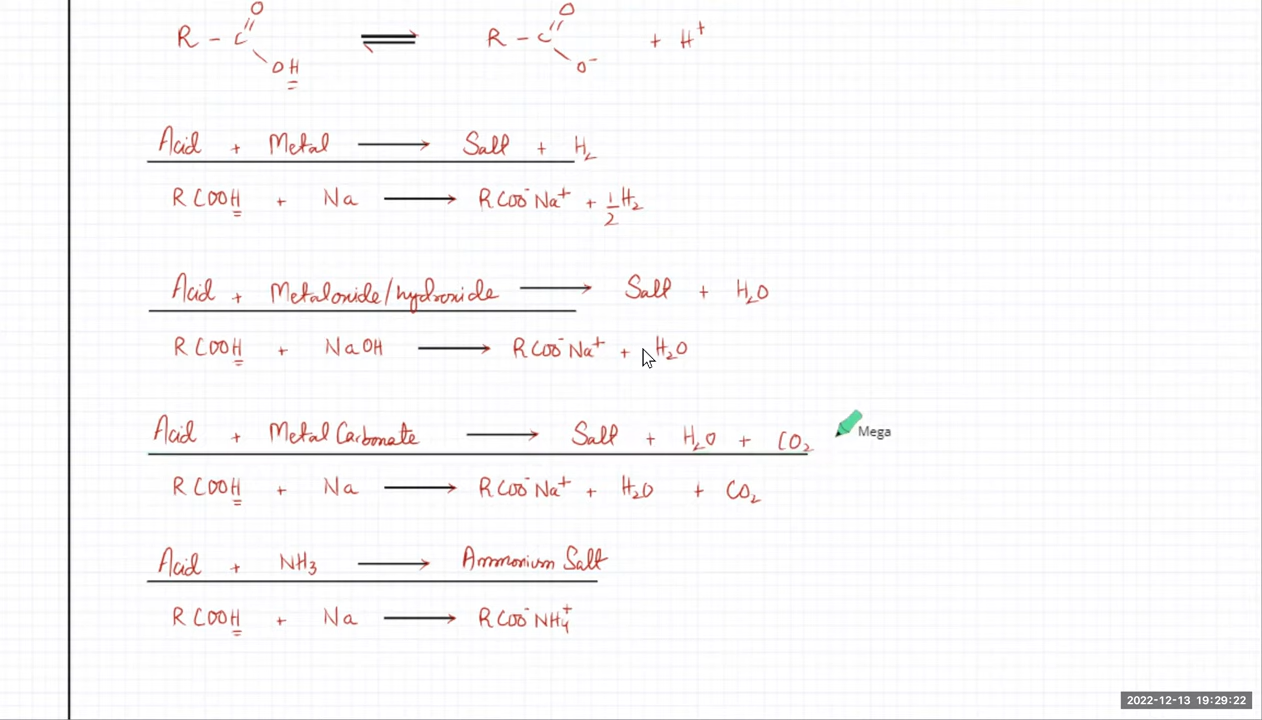 R - C =O OH ⇌ R - C =O O⁻ + H⁺
Acid + Metal ⟶ Salt + H₂
RCOOH + Na ⟶ RCOO⁻Na⁺ + 1/2 H₂
Acid + Metaloxide/hydroxide ⟶ Salt + H₂O
RCOOH + NaOH ⟶ RCOO⁻Na⁺ + H₂O
Acid + Metal Carbonate ⟶ Salt + H₂O + CO₂
Mega
RCOOH + Na ⟶ RCOO⁻Na⁺ + H₂O + CO₂
Acid + NH₃ ⟶ Ammonium Salt
RCOOH + Na ⟶ RCOO⁻NH₄⁺
2022-12-13 19:29:22